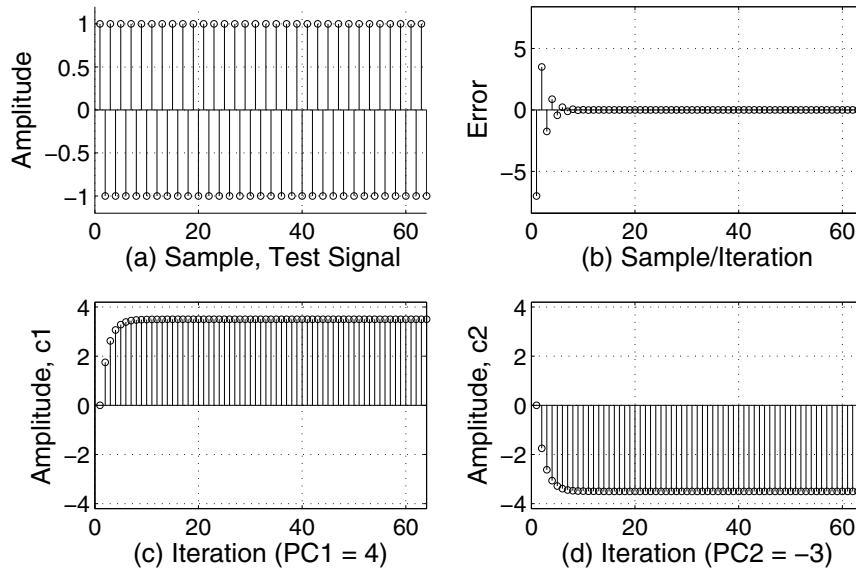 1
0.5
0
−0.5
−1
Amplitude
0 20 40 60
(a) Sample, Test Signal
5
0
−5
Error
0 20 40 60
(b) Sample/Iteration
4
2
0
−2
−4
Amplitude, c1
0 20 40 60
(c) Iteration (PC1 = 4)
4
2
0
−2
−4
Amplitude, c2
0 20 40 60
(d) Iteration (PC2 = −3)